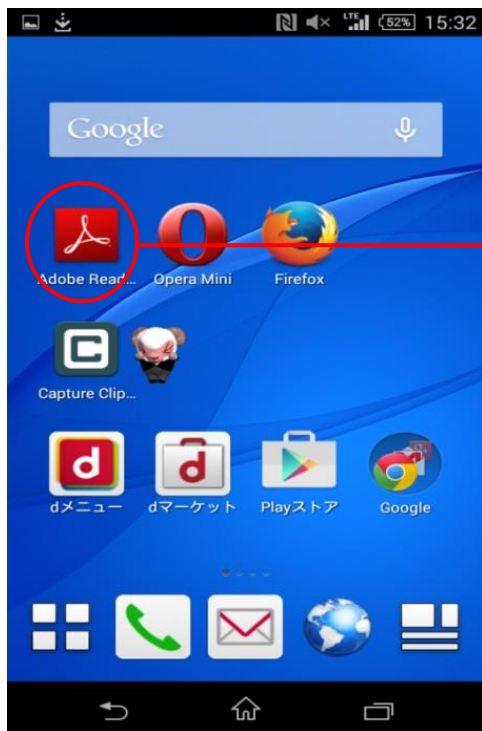 LTE 52% 15:32
Google
Adobe Read... Opera Mini Firefox
Capture Clip...
d d
dメニュー dマーケット Playストア Google